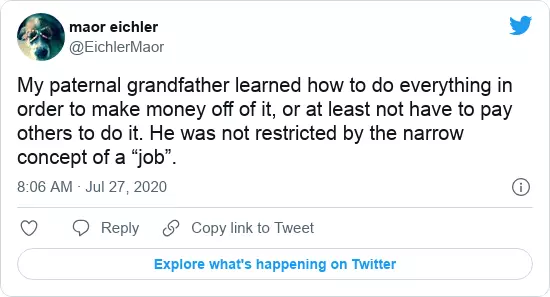 maor eichler
@EichlerMaor
My paternal grandfather learned how to do everything in
order to make money off of it, or at least not have to pay
others to do it. He was not restricted by the narrow
concept of a “job”.
8:06 AM · Jul 27, 2020
Reply Copy link to Tweet
Explore what's happening on Twitter